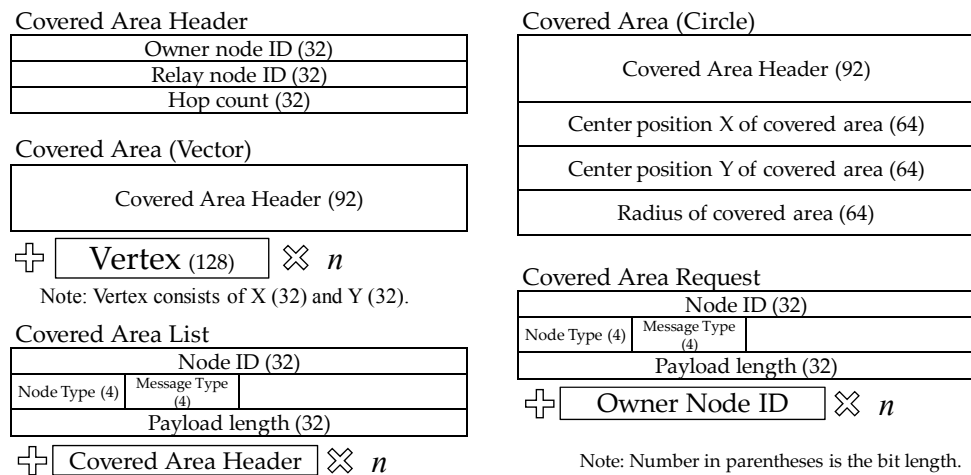 Covered Area Header
Owner node ID (32)
Relay node ID (32)
Hop count (32)
Covered Area (Vector)
Covered Area Header (92)
Vertex (128) n
Note: Vertex consists of X (32) and Y (32).
Covered Area List
Node ID (32)
Node Type (4) Message Type
(4)
Payload length (32)
Covered Area Header n
Covered Area (Circle)
Covered Area Header (92)
Center position X of covered area (64)
Center position Y of covered area (64)
Radius of covered area (64)
Covered Area Request
Node ID (32)
Node Type (4) Message Type
(4)
Payload length (32)
Owner Node ID n
Note: Number in parentheses is the bit length.